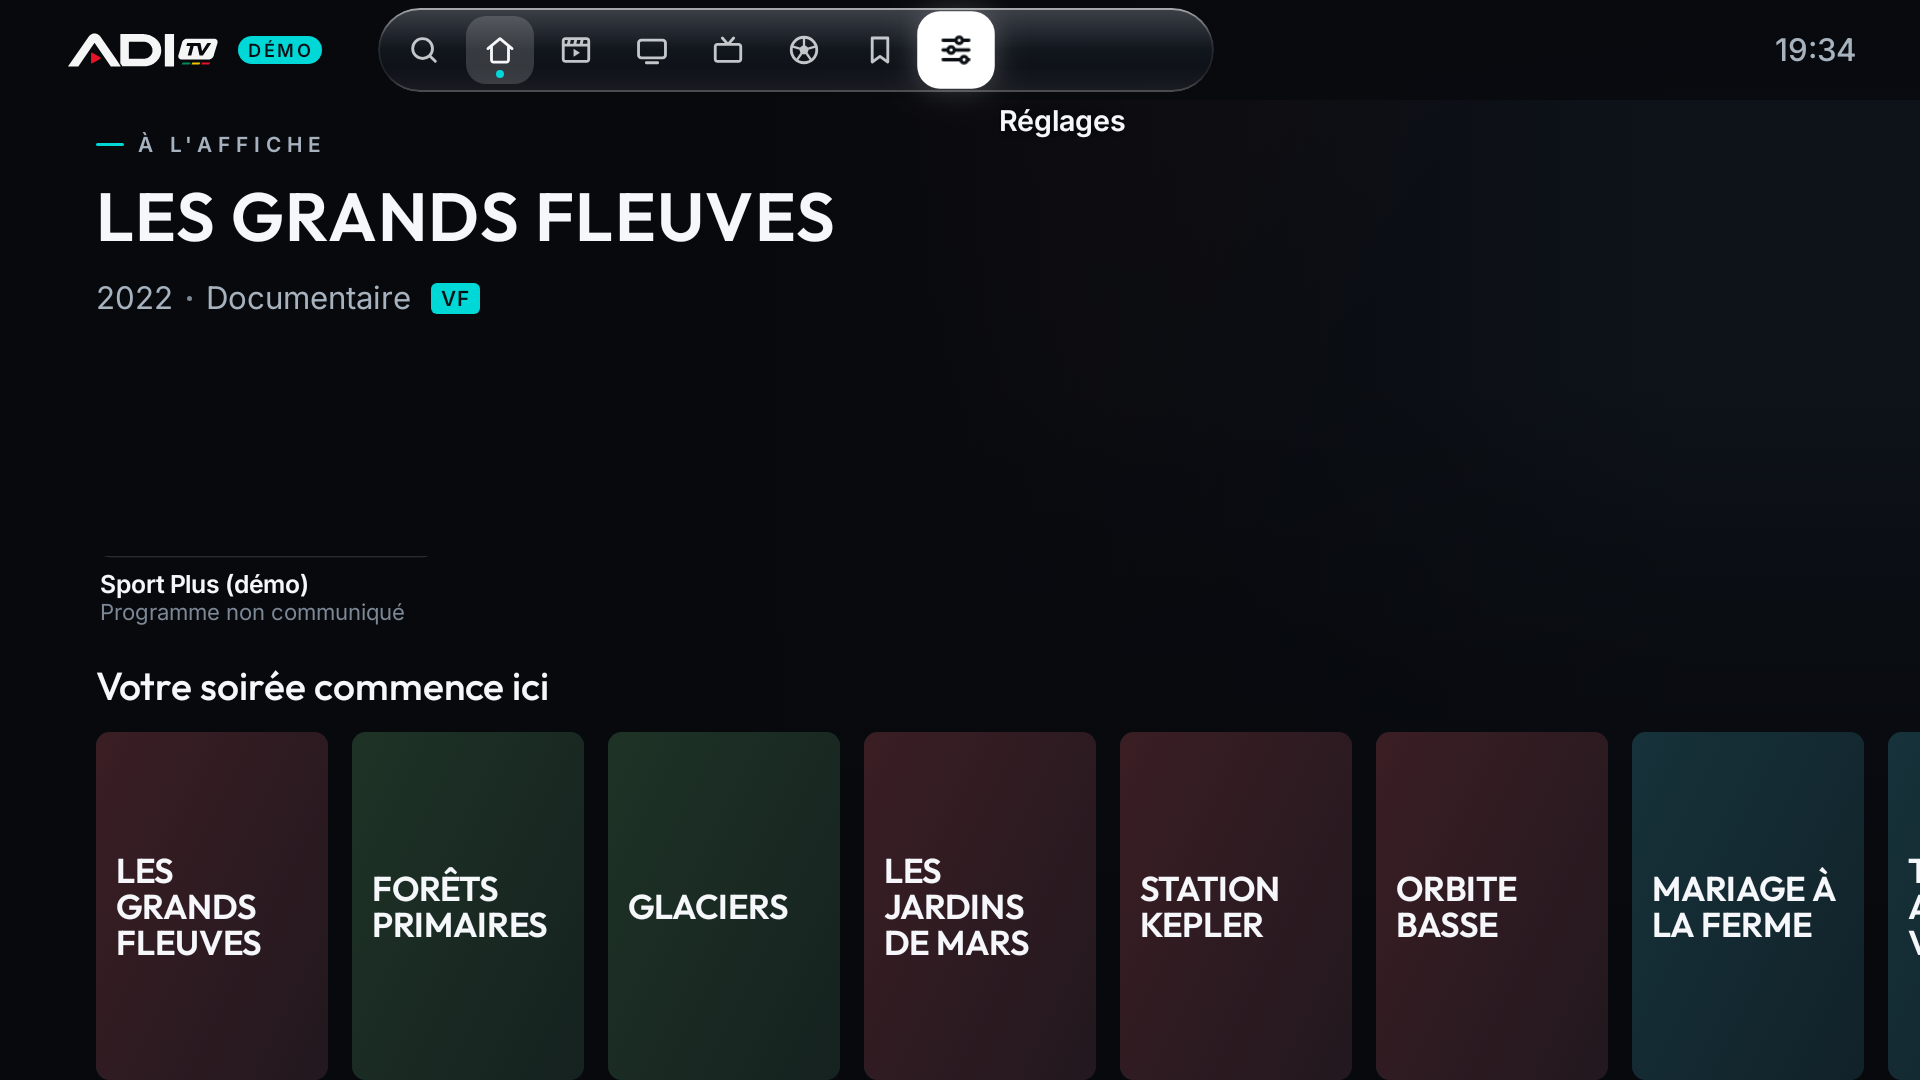 ADI TV DÉMO
19:34
Réglages
À L'AFFICHE
LES GRANDS FLEUVES
2022 · Documentaire VF
Sport Plus (démo)
Programme non communiqué
Votre soirée commence ici
LES
GRANDS
FLEUVES
FORÊTS
PRIMAIRES
GLACIERS
LES
JARDINS
DE MARS
STATION
KEPLER
ORBITE
BASSE
MARIAGE À
LA FERME